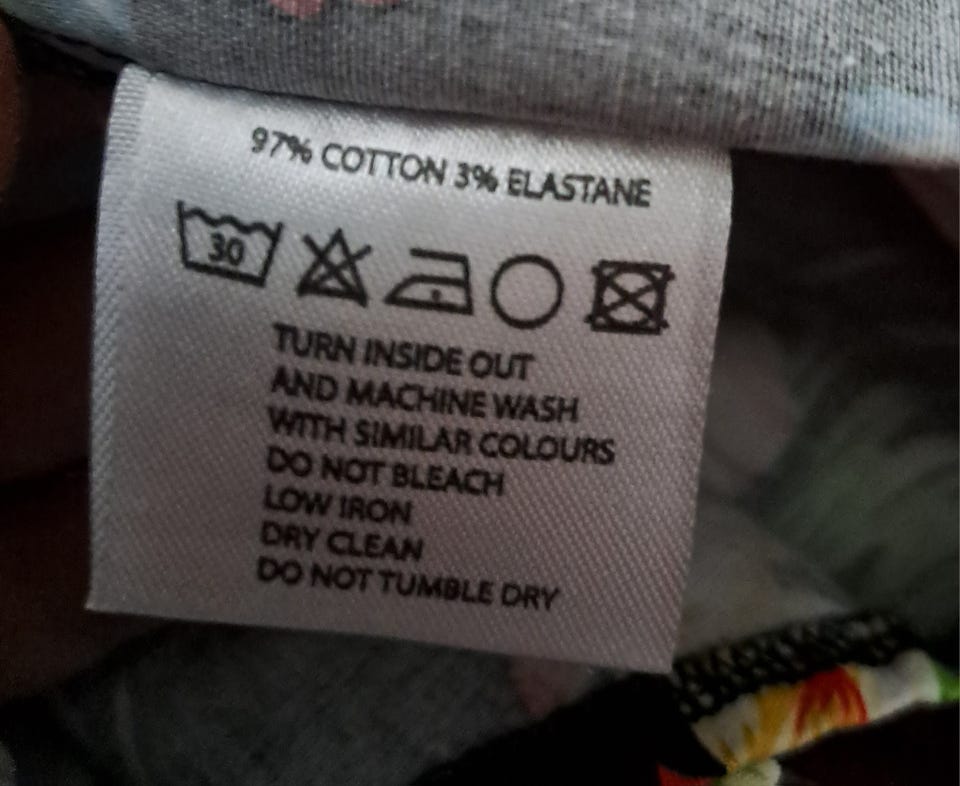 97% COTTON 3% ELASTANE
30
TURN INSIDE OUT
AND MACHINE WASH
WITH SIMILAR COLOURS
DO NOT BLEACH
LOW IRON
DRY CLEAN
DO NOT TUMBLE DRY